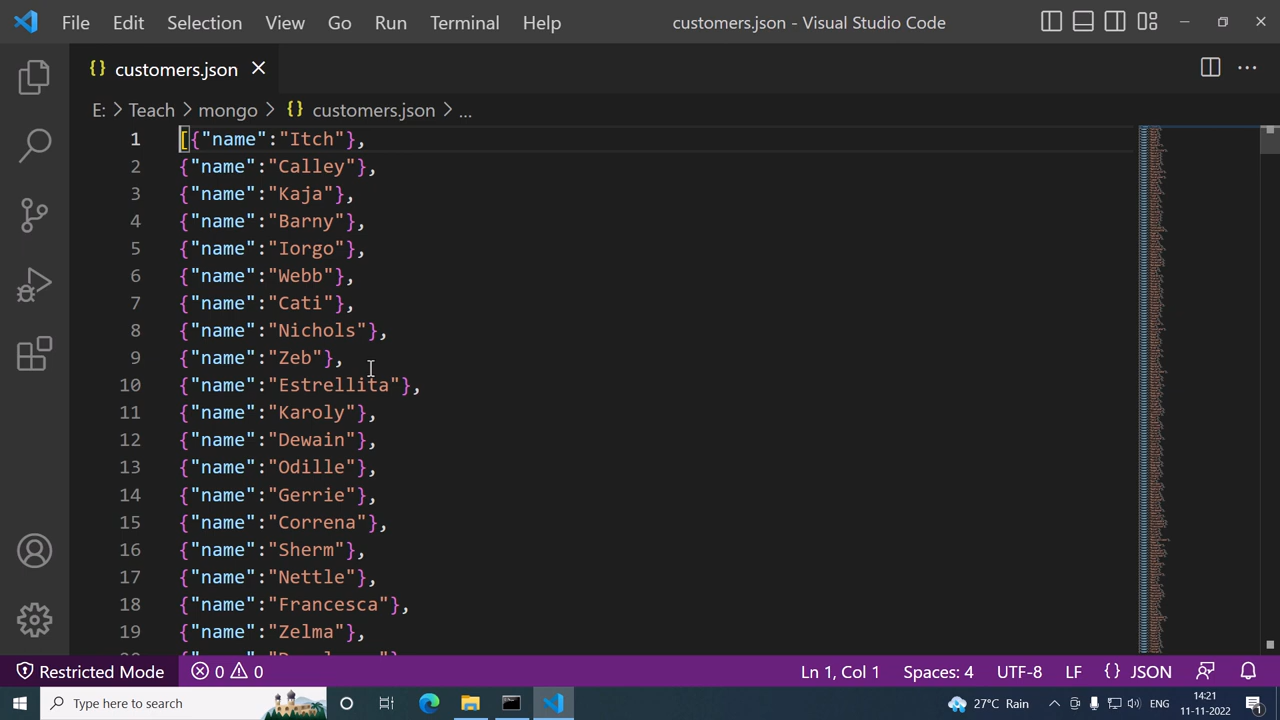 File Edit Selection View Go Run Terminal Help customers.json - Visual Studio Code
{} customers.json
E: > Teach > mongo > {} customers.json > ...
1 [{"name":"Itch"},
2 {"name":"Calley"},
3 {"name":"Kaja"},
4 {"name":"Barny"},
5 {"name":"Iorgo"},
6 {"name":"Webb"},
7 {"name":"Cati"},
8 {"name":"Nichols"},
9 {"name":"Zeb"},
10 {"name":"Estrellita"},
11 {"name":"Karoly"},
12 {"name":"Dewain"},
13 {"name":"Odille"},
14 {"name":"Gerrie"},
15 {"name":"Correna"},
16 {"name":"Sherm"},
17 {"name":"Nettle"},
18 {"name":"Francesca"},
19 {"name":"Zelma"},
Restricted Mode 0 0 Ln 1, Col 1 Spaces: 4 UTF-8 LF {} JSON
Type here to search 27°C Rain ENG 14:21
11-11-2022 1